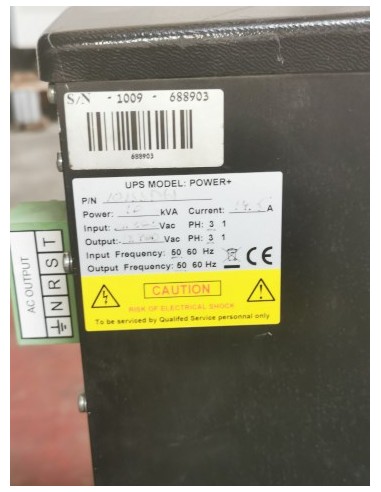 S/N - 1009 - 688903
688903
UPS MODEL: POWER+
P/N
Power: kVA Current: A
Input: Vac PH: 3 1
Output: Vac PH: 3 1
Input Frequency: 50 60 Hz
Output Frequency: 50 60 Hz
CE
CAUTION
RISK OF ELECTRICAL SHOCK
To be serviced by Qualifed Service personnal only
AC OUTPUT
N R S T